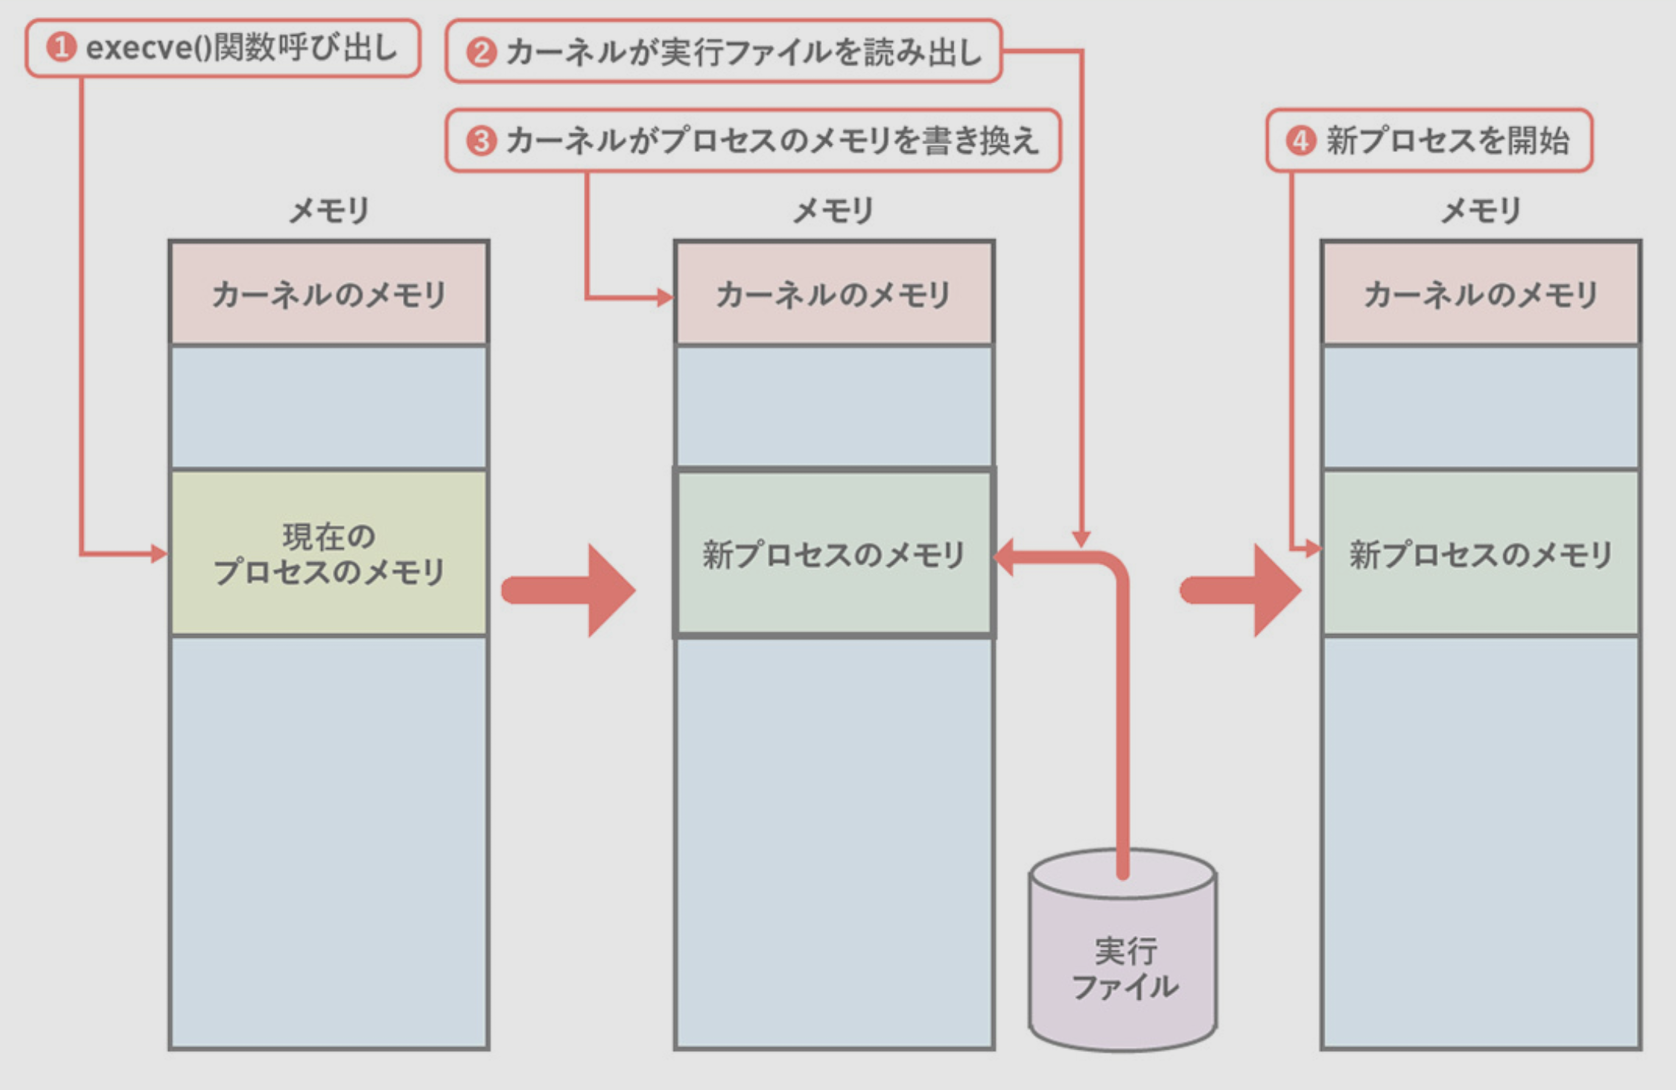 ❶ execve()関数呼び出し
❷ カーネルが実行ファイルを読み出し
❸ カーネルがプロセスのメモリを書き換え
❹ 新プロセスを開始
メモリ
カーネルのメモリ
現在の
プロセスのメモリ
メモリ
カーネルのメモリ
新プロセスのメモリ
実行
ファイル
メモリ
カーネルのメモリ
新プロセスのメモリ